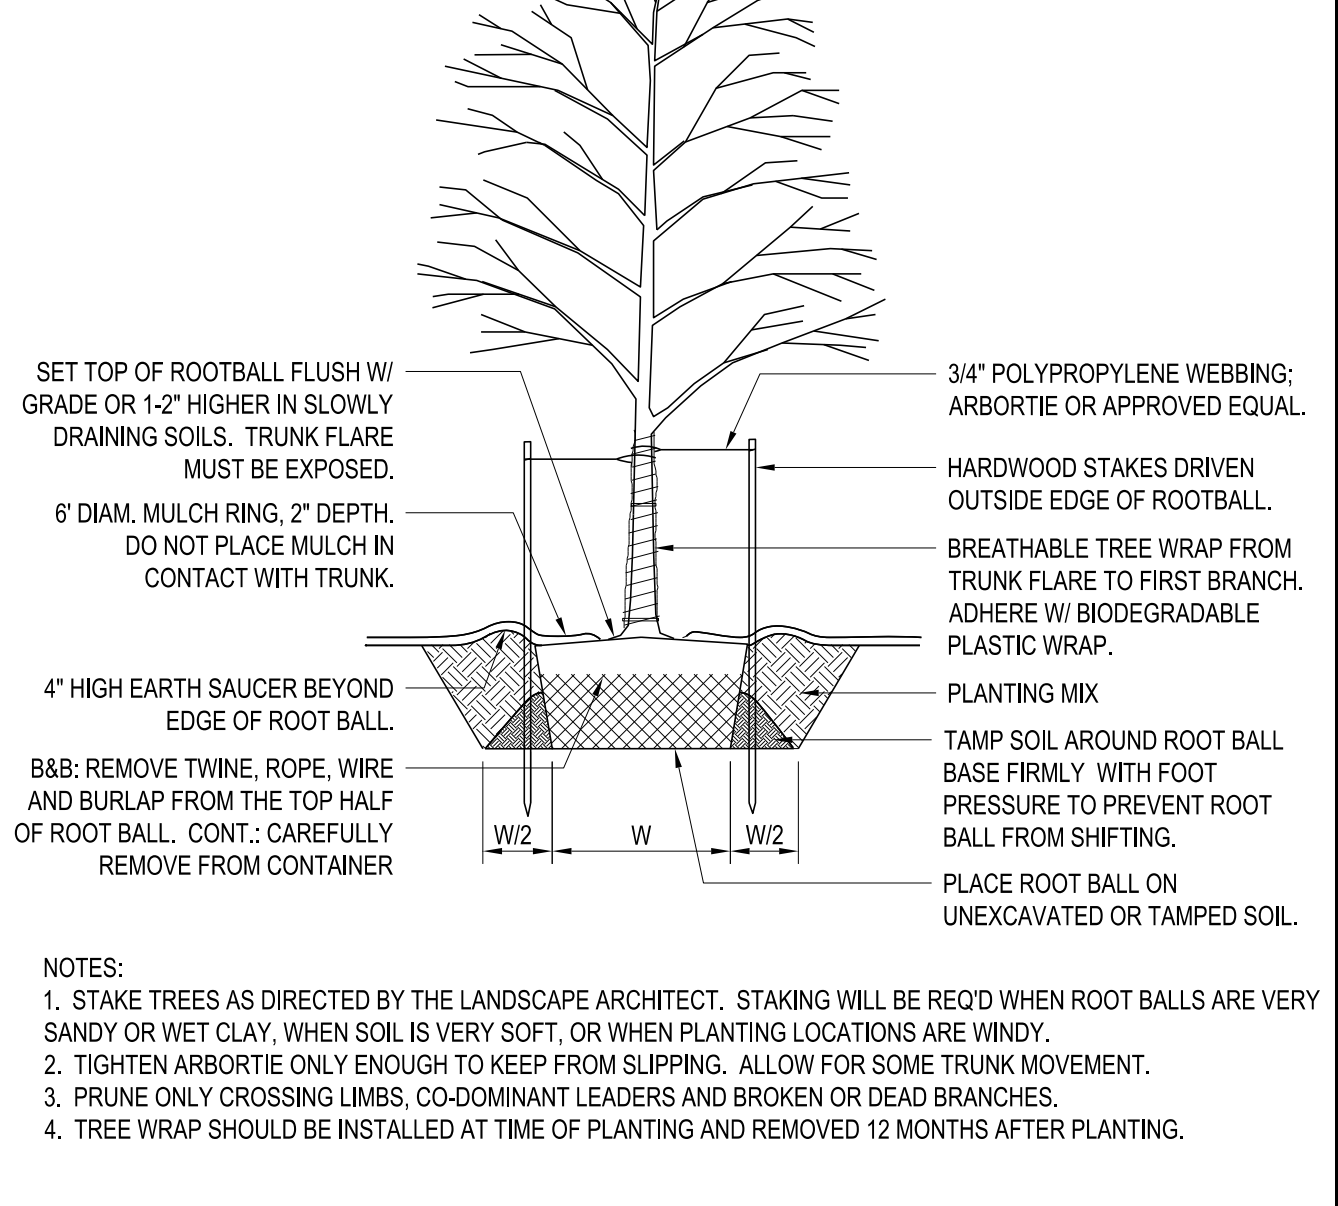 SET TOP OF ROOTBALL FLUSH W/
GRADE OR 1-2" HIGHER IN SLOWLY
DRAINING SOILS. TRUNK FLARE
MUST BE EXPOSED.
6' DIAM. MULCH RING, 2" DEPTH.
DO NOT PLACE MULCH IN
CONTACT WITH TRUNK.
4" HIGH EARTH SAUCER BEYOND
EDGE OF ROOT BALL.
B&B: REMOVE TWINE, ROPE, WIRE
AND BURLAP FROM THE TOP HALF
OF ROOT BALL. CONT.: CAREFULLY
REMOVE FROM CONTAINER
3/4" POLYPROPYLENE WEBBING;
ARBORTIE OR APPROVED EQUAL.
HARDWOOD STAKES DRIVEN
OUTSIDE EDGE OF ROOTBALL.
BREATHABLE TREE WRAP FROM
TRUNK FLARE TO FIRST BRANCH.
ADHERE W/ BIODEGRADABLE
PLASTIC WRAP.
PLANTING MIX
TAMP SOIL AROUND ROOT BALL
BASE FIRMLY WITH FOOT
PRESSURE TO PREVENT ROOT
BALL FROM SHIFTING.
PLACE ROOT BALL ON
UNEXCAVATED OR TAMPED SOIL.
W/2 W W/2
NOTES:
1. STAKE TREES AS DIRECTED BY THE LANDSCAPE ARCHITECT. STAKING WILL BE REQ'D WHEN ROOT BALLS ARE VERY
SANDY OR WET CLAY, WHEN SOIL IS VERY SOFT, OR WHEN PLANTING LOCATIONS ARE WINDY.
2. TIGHTEN ARBORTIE ONLY ENOUGH TO KEEP FROM SLIPPING. ALLOW FOR SOME TRUNK MOVEMENT.
3. PRUNE ONLY CROSSING LIMBS, CO-DOMINANT LEADERS AND BROKEN OR DEAD BRANCHES.
4. TREE WRAP SHOULD BE INSTALLED AT TIME OF PLANTING AND REMOVED 12 MONTHS AFTER PLANTING.